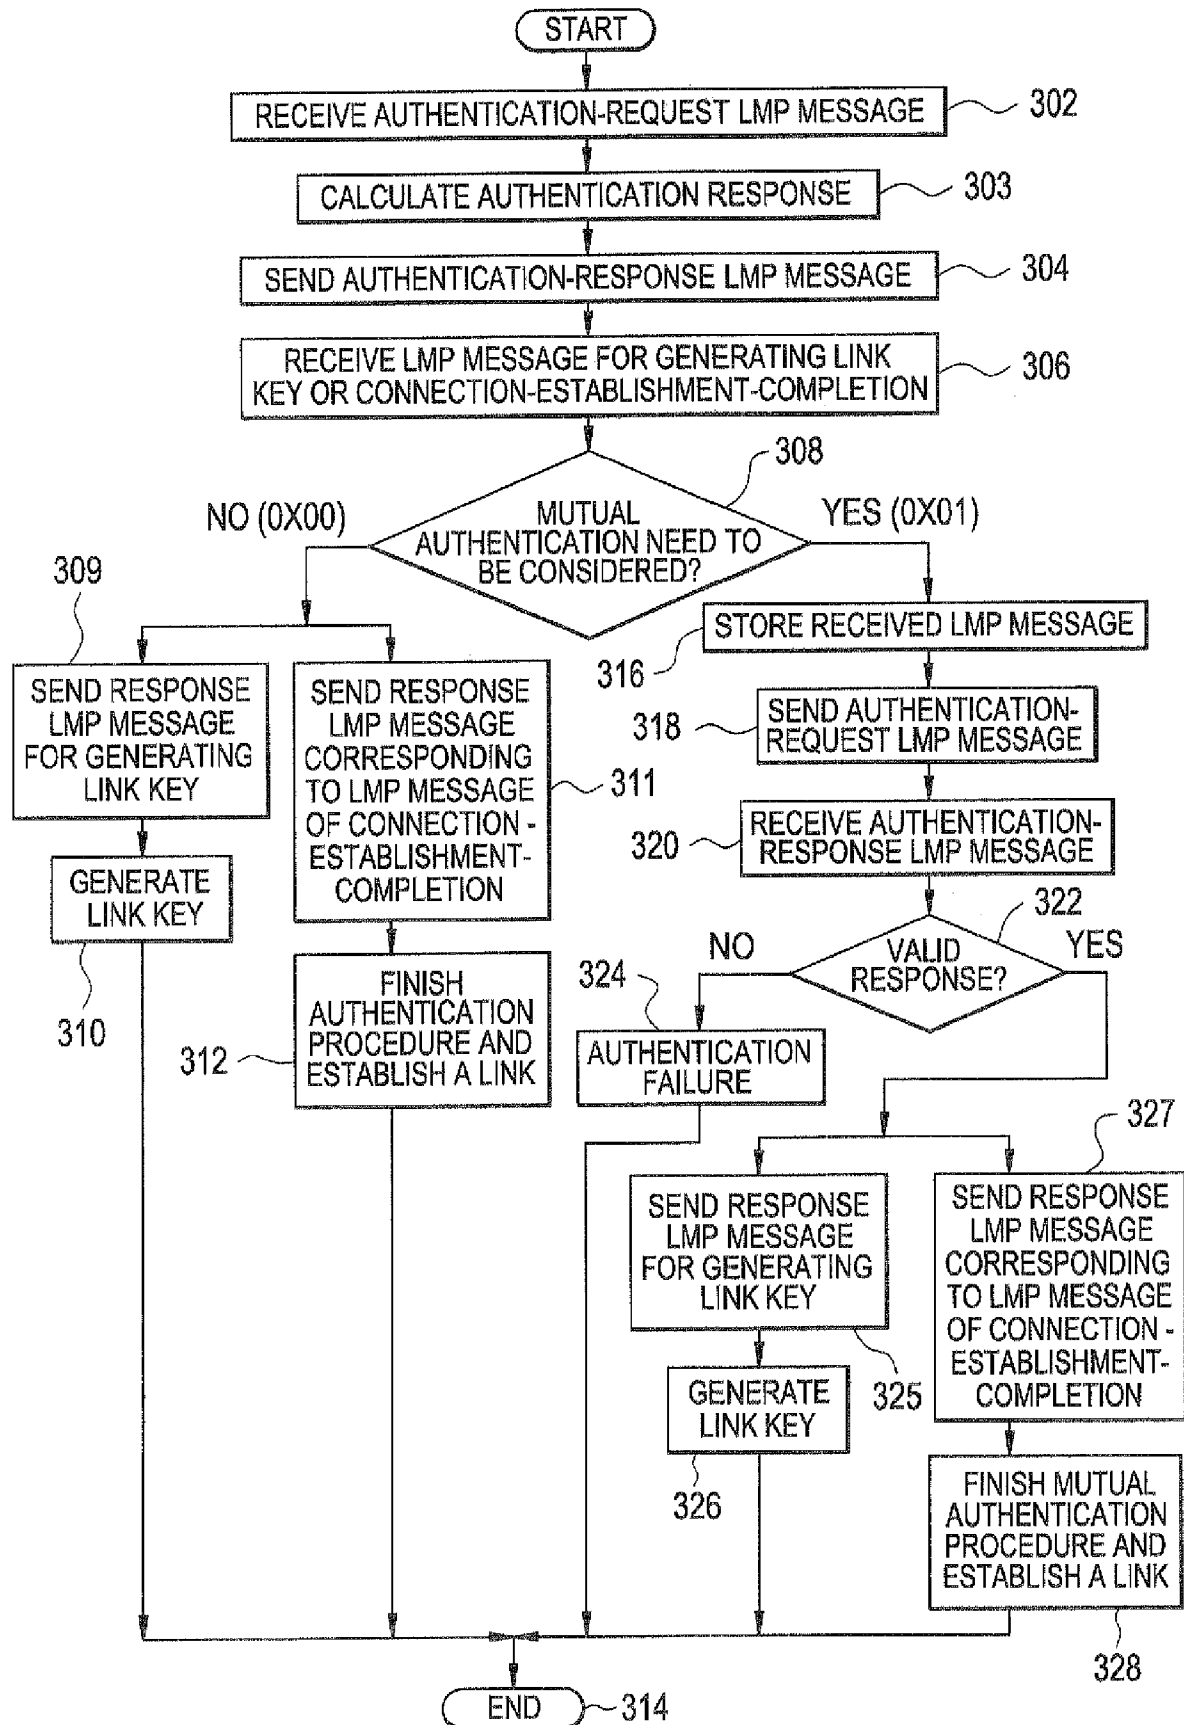 START
RECEIVE AUTHENTICATION-REQUEST LMP MESSAGE
302
CALCULATE AUTHENTICATION RESPONSE
303
SEND AUTHENTICATION-RESPONSE LMP MESSAGE
304
RECEIVE LMP MESSAGE FOR GENERATING LINK
KEY OR CONNECTION-ESTABLISHMENT-COMPLETION
306
308
NO (0X00)
MUTUAL
AUTHENTICATION NEED TO
BE CONSIDERED?
YES (0X01)
309
SEND RESPONSE
LMP MESSAGE
FOR GENERATING
LINK KEY
GENERATE
LINK KEY
310
SEND RESPONSE
LMP MESSAGE
CORRESPONDING
TO LMP MESSAGE
OF CONNECTION -
ESTABLISHMENT-
COMPLETION
311
FINISH
AUTHENTICATION
PROCEDURE AND
ESTABLISH A LINK
312
STORE RECEIVED LMP MESSAGE
316
SEND AUTHENTICATION-
REQUEST LMP MESSAGE
318
RECEIVE AUTHENTICATION-
RESPONSE LMP MESSAGE
320
322
NO
VALID
RESPONSE?
YES
324
AUTHENTICATION
FAILURE
SEND RESPONSE
LMP MESSAGE
FOR GENERATING
LINK KEY
325
GENERATE
LINK KEY
326
327
SEND RESPONSE
LMP MESSAGE
CORRESPONDING
TO LMP MESSAGE
OF CONNECTION -
ESTABLISHMENT-
COMPLETION
FINISH MUTUAL
AUTHENTICATION
PROCEDURE AND
ESTABLISH A LINK
328
END
314